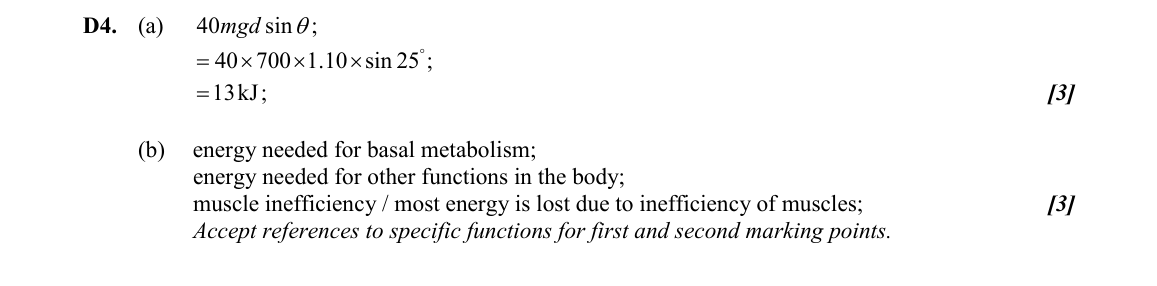 D4. (a) 40mgd sin θ;
= 40×700×1.10×sin 25°;
= 13 kJ; [3]
(b) energy needed for basal metabolism;
energy needed for other functions in the body;
muscle inefficiency / most energy is lost due to inefficiency of muscles; [3]
Accept references to specific functions for first and second marking points.